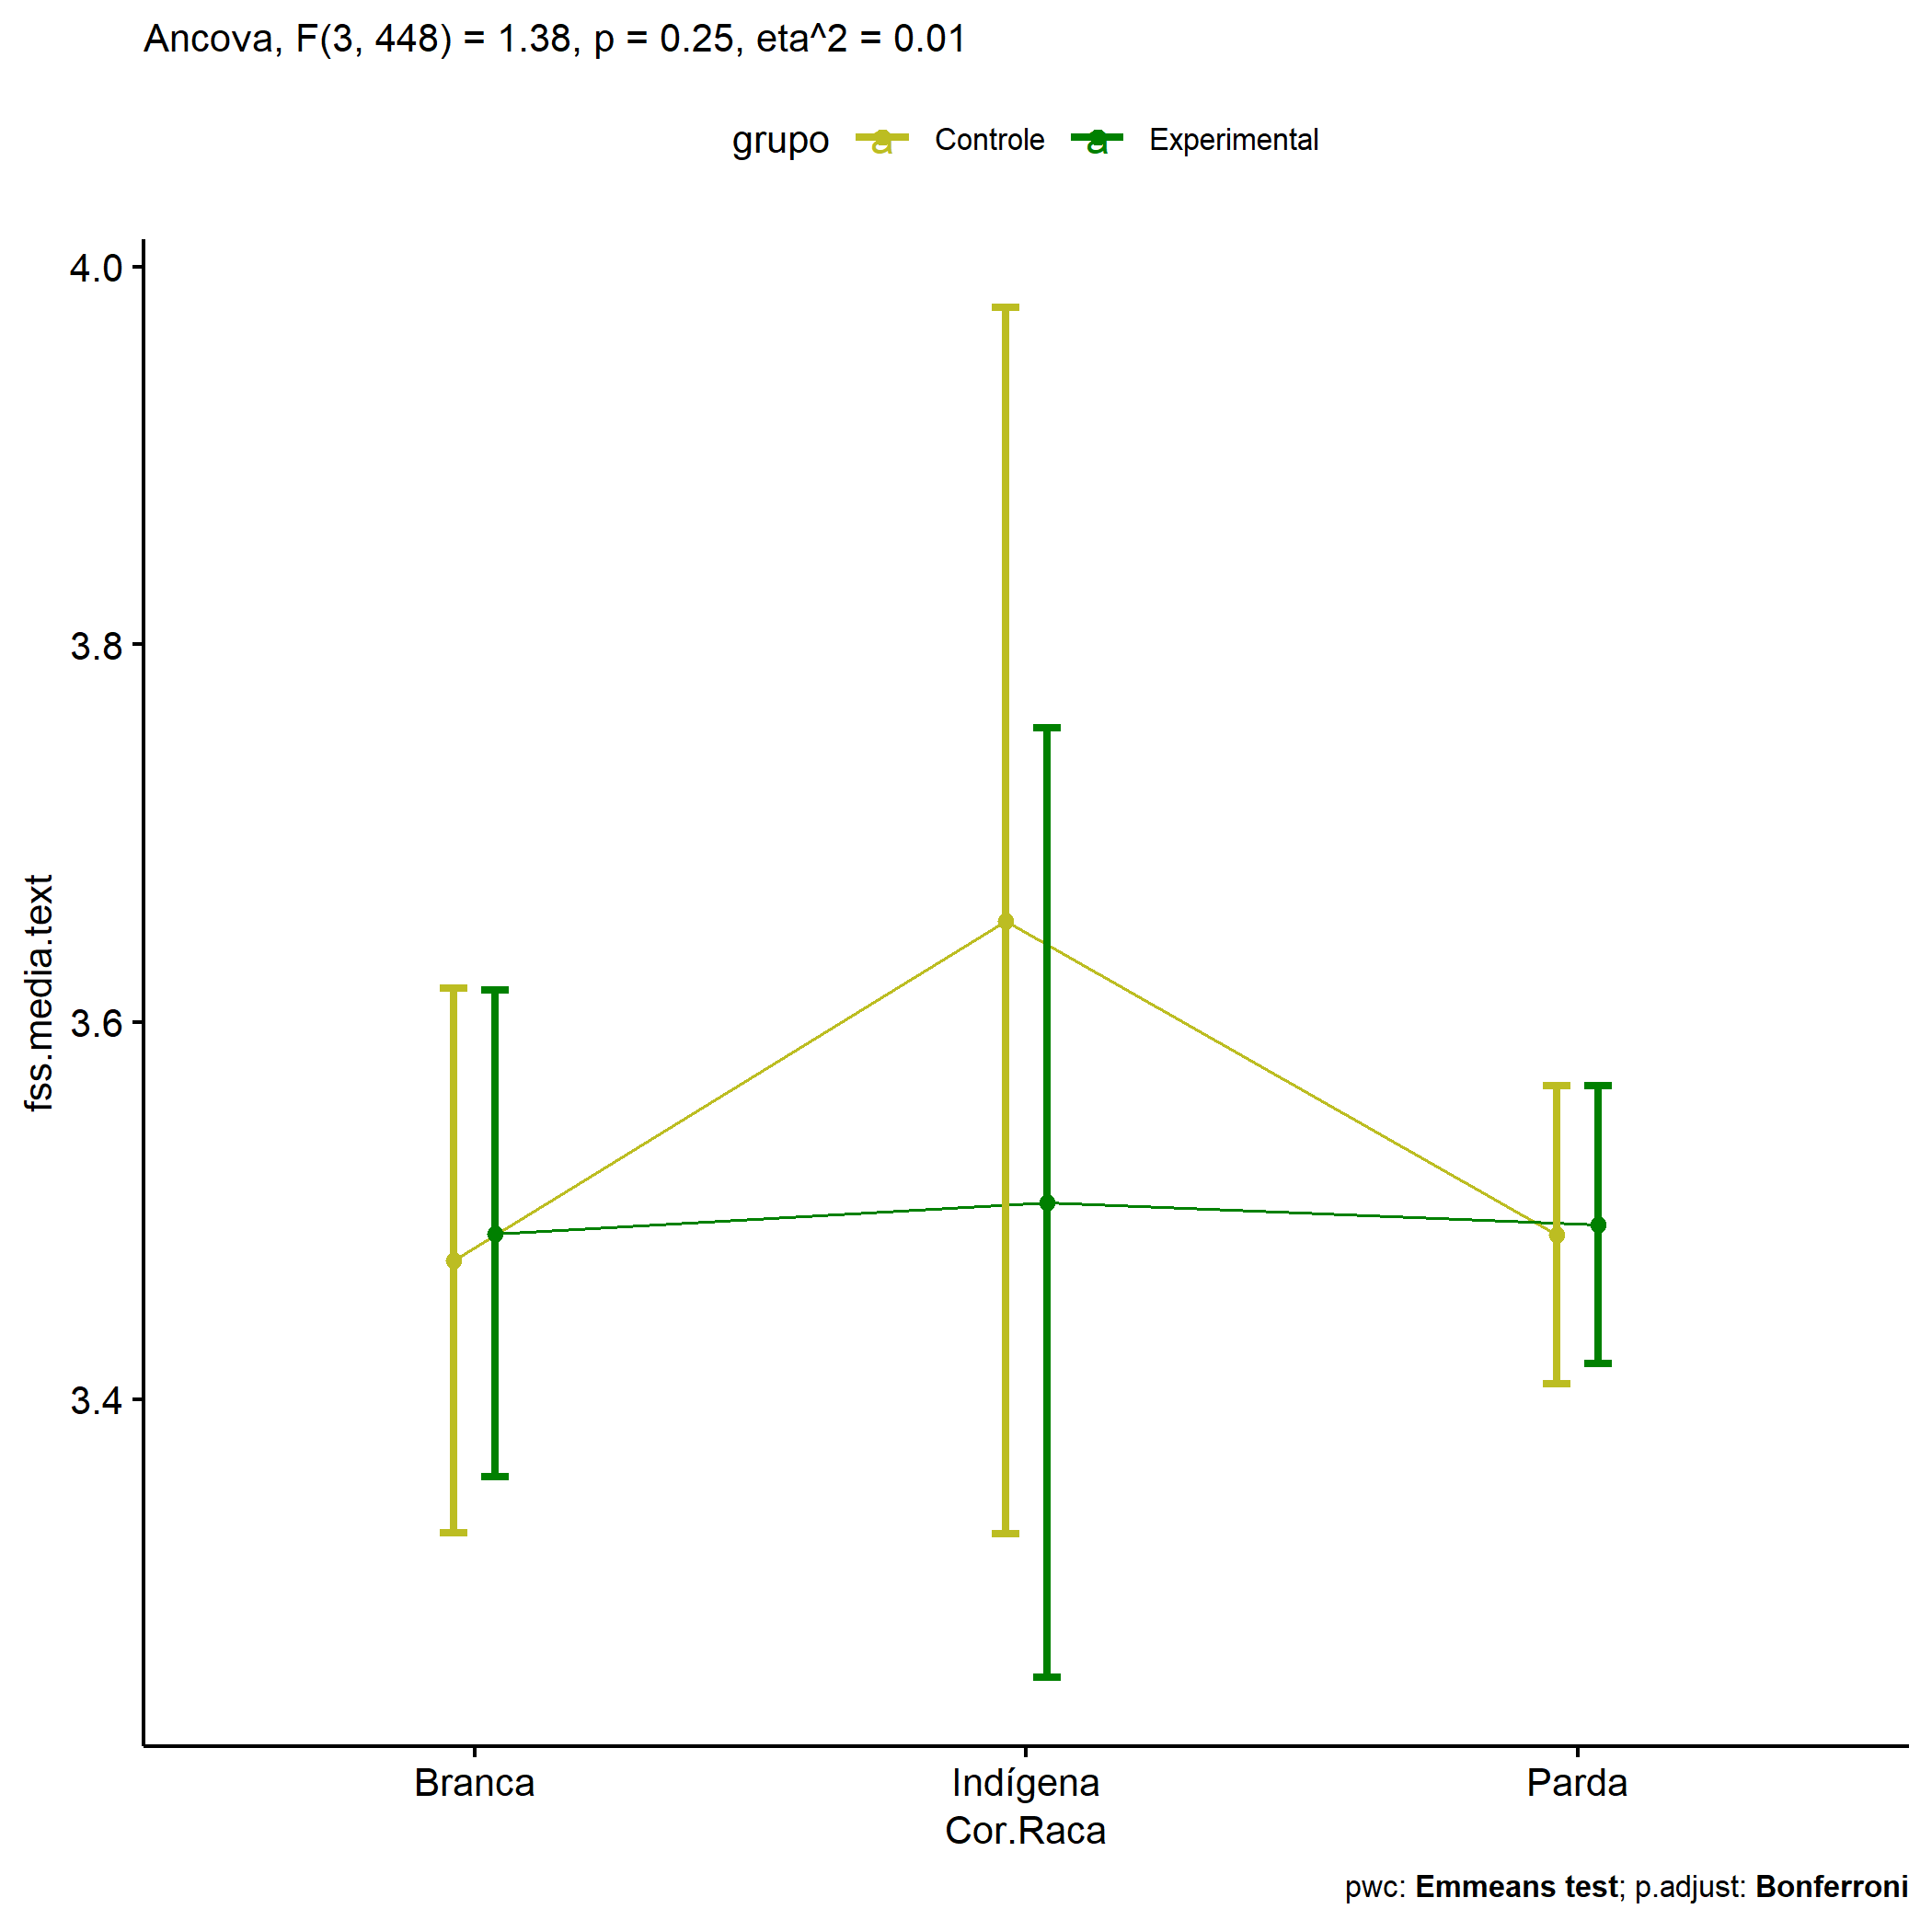 Ancova, F(3, 448) = 1.38, p = 0.25, eta^2 = 0.01
grupo a Controle a Experimental
4.0
3.8
3.6
3.4
fss.media.text
Branca Indígena Parda
Cor.Raca
pwc: Emmeans test; p.adjust: Bonferroni